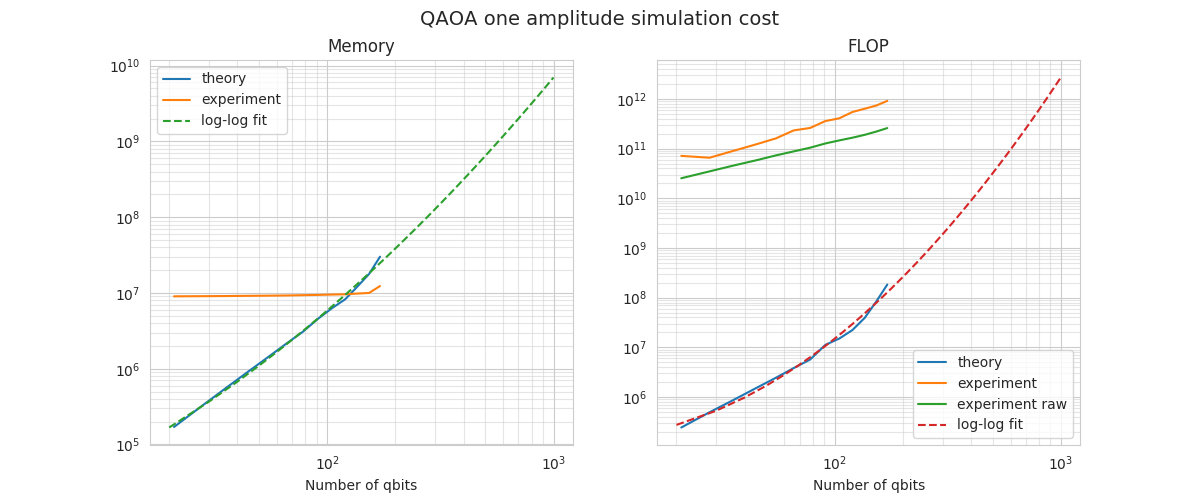 QAOA one amplitude simulation cost
Memory
10^10
10^9
10^8
10^7
10^6
10^5
theory
experiment
log-log fit
10^2
10^3
Number of qbits
FLOP
10^12
10^11
10^10
10^9
10^8
10^7
10^6
theory
experiment
experiment raw
log-log fit
10^2
10^3
Number of qbits